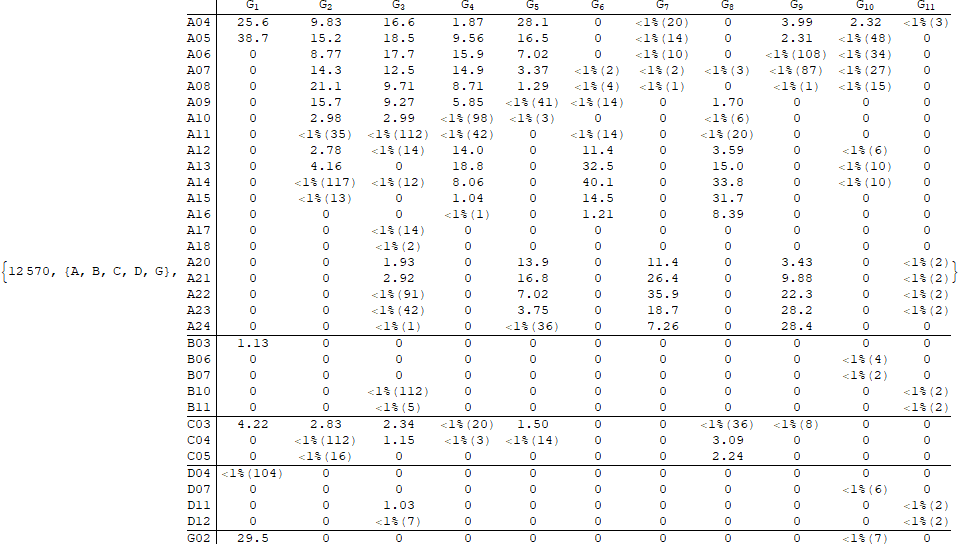 G1 G2 G3 G4 G5 G6 G7 G8 G9 G10 G11
A04 25.6 9.83 16.6 1.87 28.1 0 <1%(20) 0 3.99 2.32 <1%(3)
A05 38.7 15.2 18.5 9.56 16.5 0 <1%(14) 0 2.31 <1%(48) 0
A06 0 8.77 17.7 15.9 7.02 0 <1%(10) 0 <1%(108) <1%(34) 0
A07 0 14.3 12.5 14.9 3.37 <1%(2) <1%(2) <1%(3) <1%(87) <1%(27) 0
A08 0 21.1 9.71 8.71 1.29 <1%(4) <1%(1) 0 <1%(1) <1%(15) 0
A09 0 15.7 9.27 5.85 <1%(41) <1%(14) 0 1.70 0 0 0
A10 0 2.98 2.99 <1%(98) <1%(3) 0 0 <1%(6) 0 0 0
A11 0 <1%(35) <1%(112) <1%(42) 0 <1%(14) 0 <1%(20) 0 0 0
A12 0 2.78 <1%(14) 14.0 0 11.4 0 3.59 0 <1%(6) 0
A13 0 4.16 0 18.8 0 32.5 0 15.0 0 <1%(10) 0
A14 0 <1%(117) <1%(12) 8.06 0 40.1 0 33.8 0 <1%(10) 0
A15 0 <1%(13) 0 1.04 0 14.5 0 31.7 0 0 0
A16 0 0 0 <1%(1) 0 1.21 0 8.39 0 0 0
A17 0 0 <1%(14) 0 0 0 0 0 0 0 0
A18 0 0 <1%(2) 0 0 0 0 0 0 0 0
A20 0 0 1.93 0 13.9 0 11.4 0 3.43 0 <1%(2)
{12 570, {A, B, C, D, G}, A21 0 0 2.92 0 16.8 0 26.4 0 9.88 0 <1%(2)}
A22 0 0 <1%(91) 0 7.02 0 35.9 0 22.3 0 <1%(2)
A23 0 0 <1%(42) 0 3.75 0 18.7 0 28.2 0 <1%(2)
A24 0 0 <1%(1) 0 <1%(36) 0 7.26 0 28.4 0 0
B03 1.13 0 0 0 0 0 0 0 0 0 0
B06 0 0 0 0 0 0 0 0 0 <1%(4) 0
B07 0 0 0 0 0 0 0 0 0 <1%(2) 0
B10 0 0 <1%(112) 0 0 0 0 0 0 0 <1%(2)
B11 0 0 <1%(5) 0 0 0 0 0 0 0 <1%(2)
C03 4.22 2.83 2.34 <1%(20) 1.50 0 0 <1%(36) <1%(8) 0 0
C04 0 <1%(112) 1.15 <1%(3) <1%(14) 0 0 3.09 0 0 0
C05 0 <1%(16) 0 0 0 0 0 2.24 0 0 0
D04 <1%(104) 0 0 0 0 0 0 0 0 0 0
D07 0 0 0 0 0 0 0 0 0 <1%(6) 0
D11 0 0 1.03 0 0 0 0 0 0 0 <1%(2)
D12 0 0 <1%(7) 0 0 0 0 0 0 0 <1%(2)
G02 29.5 0 0 0 0 0 0 0 0 <1%(7) 0